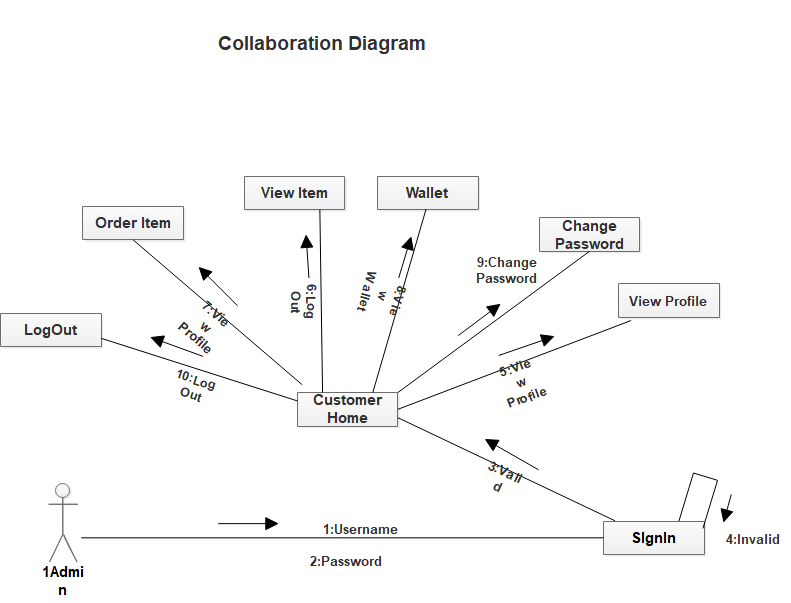 Collaboration Diagram
View Item
Wallet
Order Item
Change
Password
9:Change
Password
View Profile
LogOut
6:Log
Out
8:Vie
w
Wallet
7:Vie
w
Profile
10:Log
Out
5:Vie
w
Profile
Customer
Home
3:Vali
d
1:Username
2:Password
SIgnIn
4:Invalid
1Admi
n